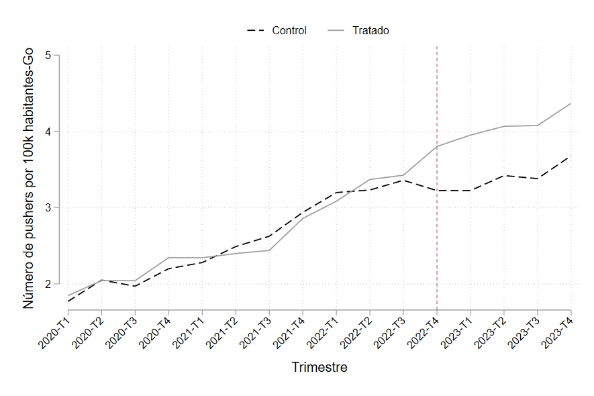 Control Tratado
Número de pushers por 100k habitantes-Go
5
4
3
2
2020-T1 2020-T2 2020-T3 2020-T4 2021-T1 2021-T2 2021-T3 2021-T4 2022-T1 2022-T2 2022-T3 2022-T4 2023-T1 2023-T2 2023-T3 2023-T4
Trimestre